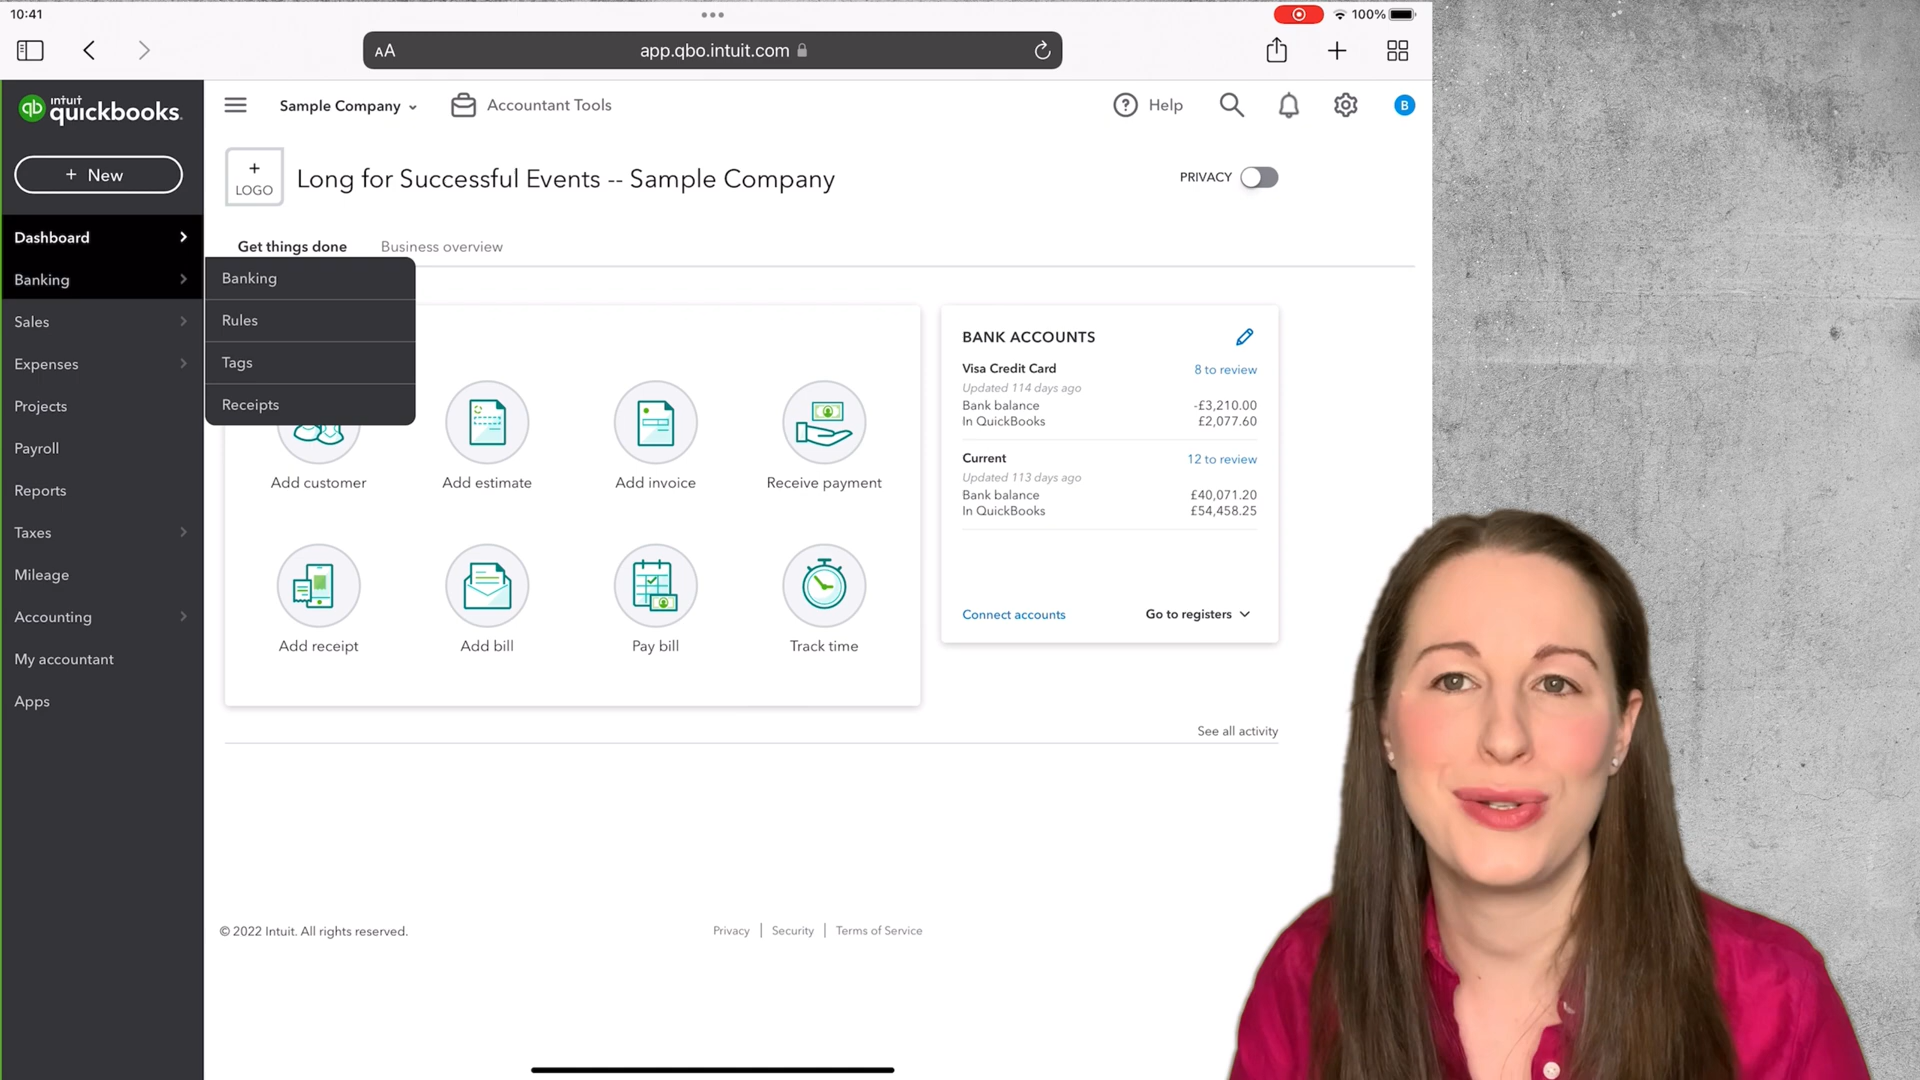 10:41
100%
AA
app.qbo.intuit.com
intuit
qb quickbooks.
Sample Company
Accountant Tools
Help
B
+ New
+
LOGO
Long for Successful Events -- Sample Company
PRIVACY
Dashboard
Banking
Sales
Expenses
Projects
Payroll
Reports
Taxes
Mileage
Accounting
My accountant
Apps
Get things done
Business overview
Banking
Rules
Tags
Receipts
Add customer
Add estimate
Add invoice
Receive payment
Add receipt
Add bill
Pay bill
Track time
BANK ACCOUNTS
Visa Credit Card
8 to review
Updated 114 days ago
Bank balance
-£3,210.00
In QuickBooks
£2,077.60
Current
12 to review
Updated 113 days ago
Bank balance
£40,071.20
In QuickBooks
£54,458.25
Connect accounts
Go to registers
See all activity
© 2022 Intuit. All rights reserved.
Privacy
Security
Terms of Service